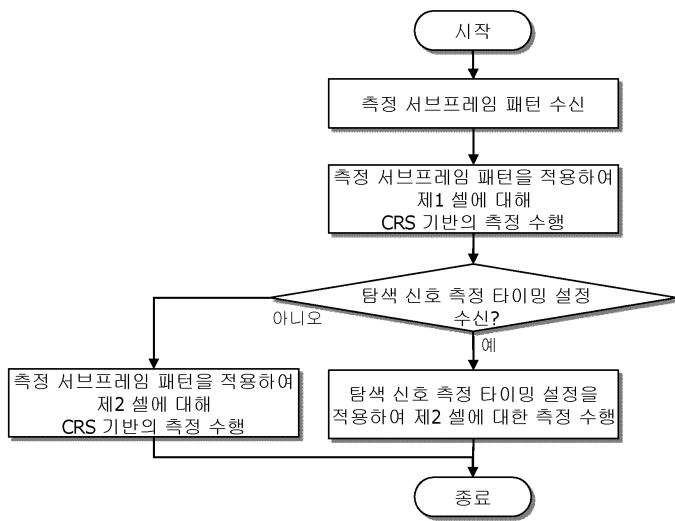 시작
측정 서브프레임 패턴 수신
측정 서브프레임 패턴을 적용하여
제1 셀에 대해
CRS 기반의 측정 수행
탐색 신호 측정 타이밍 설정
수신?
아니오
예
측정 서브프레임 패턴을 적용하여
제2 셀에 대해
CRS 기반의 측정 수행
탐색 신호 측정 타이밍 설정을
적용하여 제2 셀에 대한 측정 수행
종료